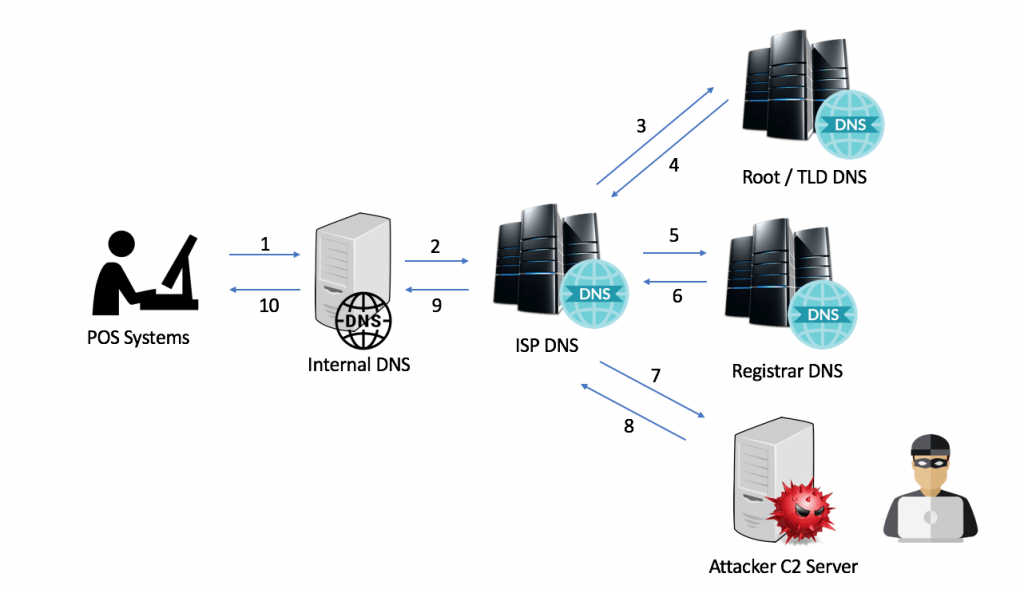 DNS
Root / TLD DNS
3
4
1
2
5
6
10
9
DNS
DNS
DNS
POS Systems
Internal DNS
ISP DNS
Registrar DNS
7
8
Attacker C2 Server